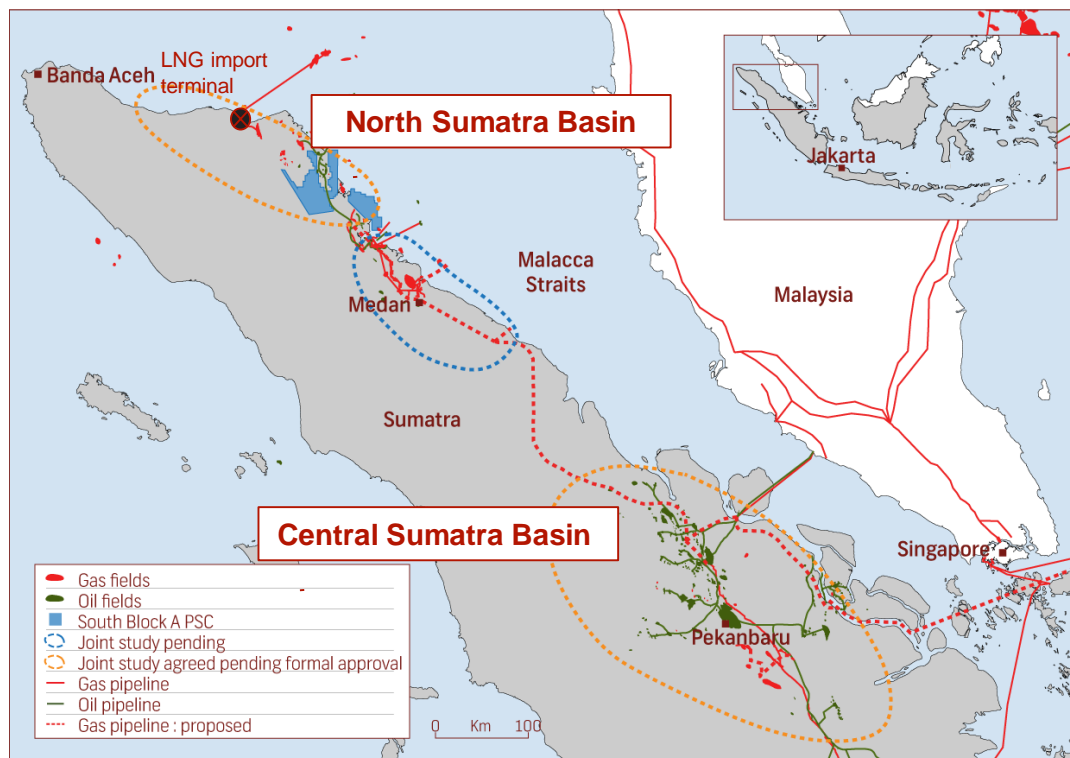 LNG import
terminal
Banda Aceh
North Sumatra Basin
Jakarta
Malacca
Straits
Malaysia
Medan
Sumatra
Central Sumatra Basin
Singapore
Pekanbaru
Gas fields
Oil fields
South Block A PSC
Joint study pending
Joint study agreed pending formal approval
Gas pipeline
Oil pipeline
Gas pipeline : proposed
0 Km 100